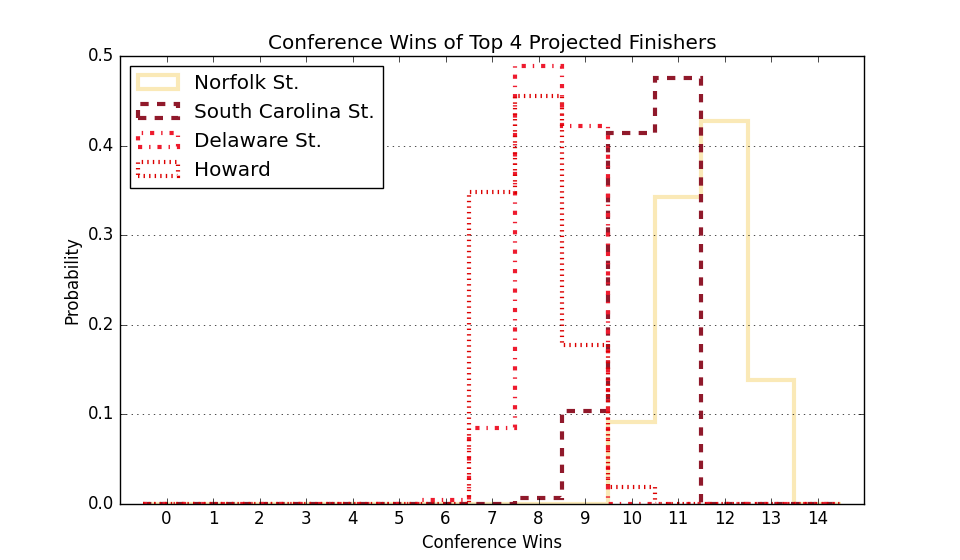 Conference Wins of Top 4 Projected Finishers
0.5
Norfolk St.
South Carolina St.
Delaware St.
Howard
0.4
0.3
0.2
0.1
0.0
Probability
0 1 2 3 4 5 6 7 8 9 10 11 12 13 14
Conference Wins